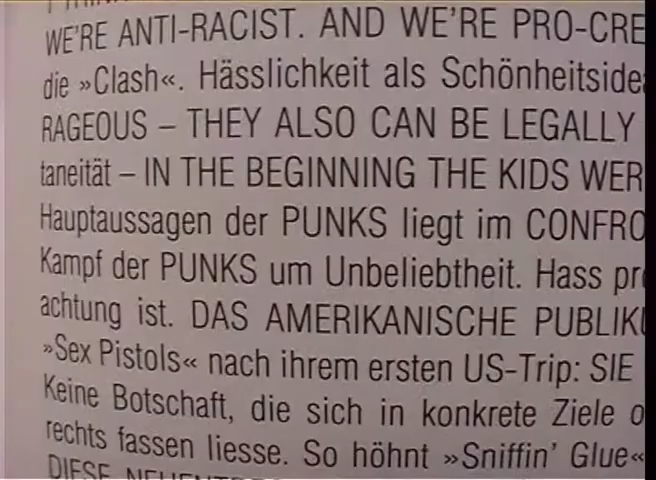 WE'RE ANTI-RACIST. AND WE'RE PRO-CRE
die »Clash«. Hässlichkeit als Schönheitside
RAGEOUS – THEY ALSO CAN BE LEGALLY
taneität – IN THE BEGINNING THE KIDS WER
Hauptaussagen der PUNKS liegt im CONFRO
Kampf der PUNKS um Unbeliebtheit. Hass pr
achtung ist. DAS AMERIKANISCHE PUBLIK
»Sex Pistols« nach ihrem ersten US-Trip: SIE
Keine Botschaft, die sich in konkrete Ziele o
rechts fassen liesse. So höhnt »Sniffin' Glue«
DIESE